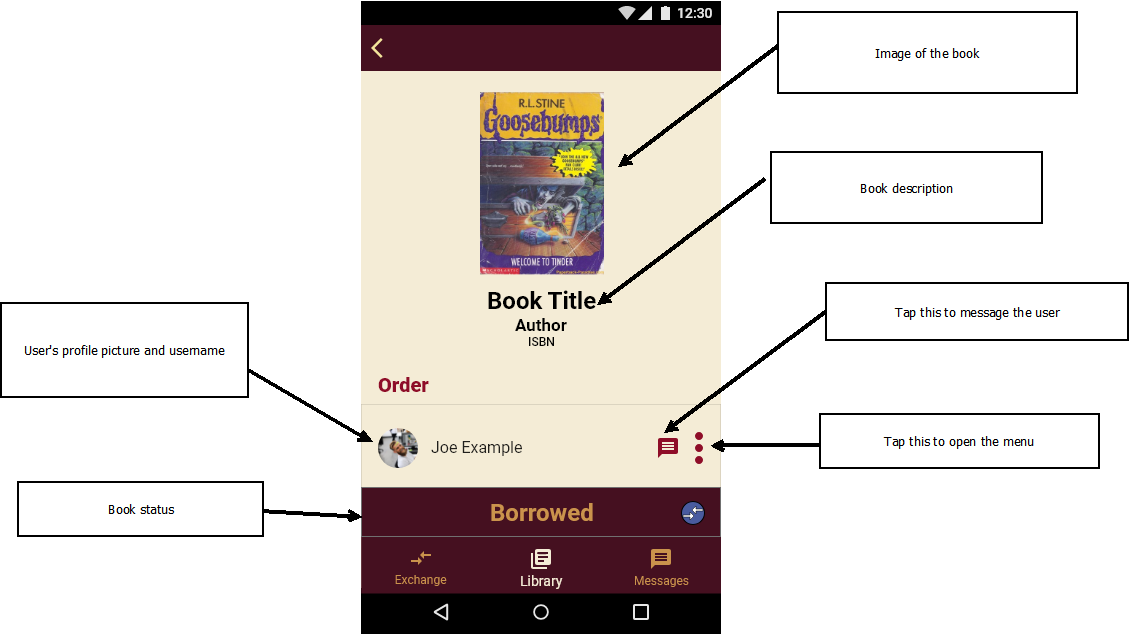 12:30
Image of the book
R.L. STINE
Goosebumps
Book description
WELCOME TO TINDER
SCHOLASTIC
Book Title
Author
ISBN
Tap this to message the user
User's profile picture and username
Order
Joe Example
Tap this to open the menu
Book status
Borrowed
Exchange
Library
Messages